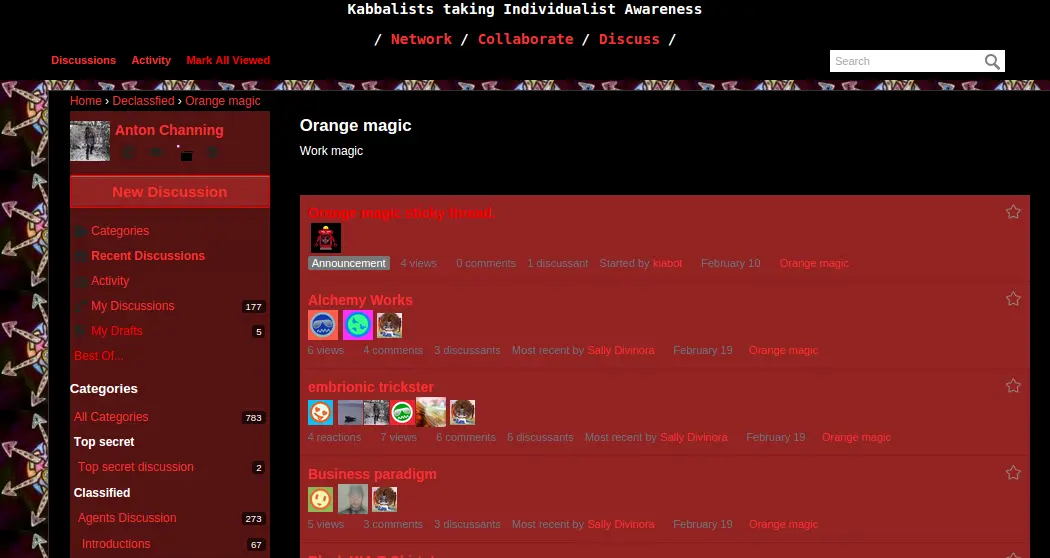 Kabbalists taking Individualist Awareness
/ Network / Collaborate / Discuss /
Discussions Activity Mark All Viewed
Search
Home › Declassfied › Orange magic
Anton Channing
New Discussion
Categories
Recent Discussions
Activity
My Discussions 177
My Drafts 5
Best Of...
Categories
All Categories 783
Top secret
Top secret discussion 2
Classified
Agents Discussion 273
Introductions 67
Orange magic
Work magic
Orange magic sticky thread.
Announcement 4 views 0 comments 1 discussant Started by kiabot February 10 Orange magic
Alchemy Works
6 views 4 comments 3 discussants Most recent by Sally Divinora February 19 Orange magic
embrionic trickster
4 reactions 7 views 6 comments 6 discussants Most recent by Sally Divinora February 19 Orange magic
Business paradigm
5 views 3 comments 3 discussants Most recent by Sally Divinora February 19 Orange magic